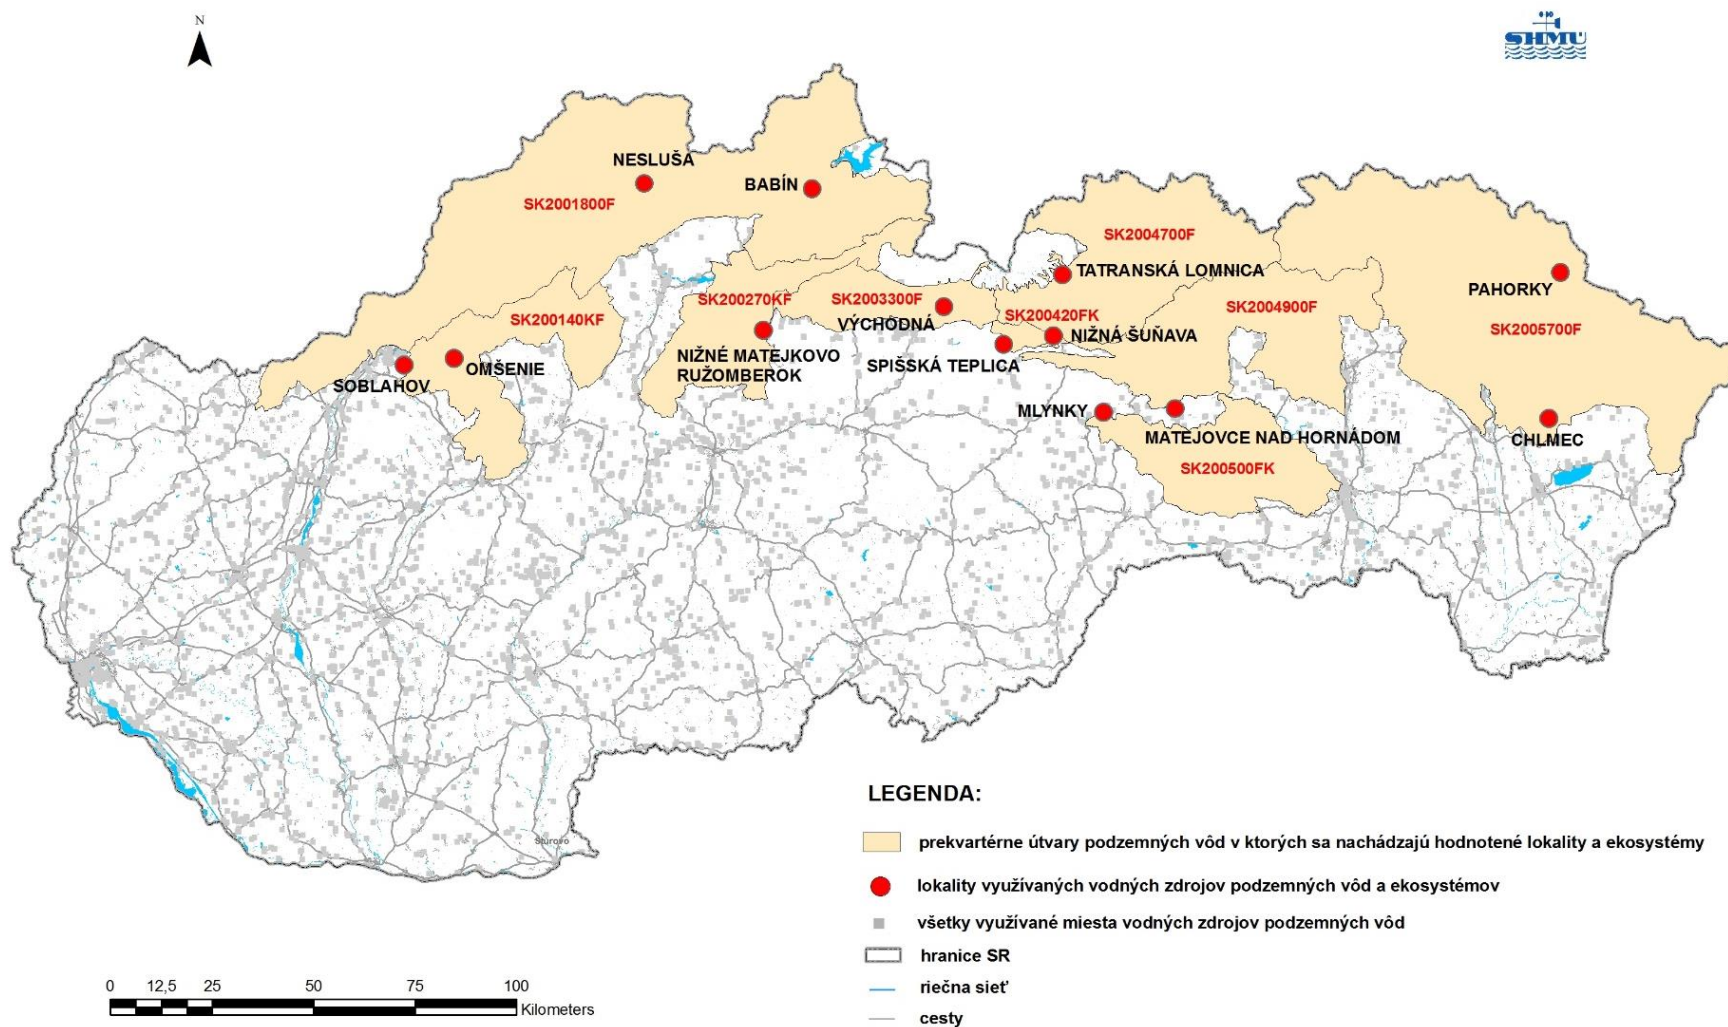 N
SHMÚ
NESLUŠA
BABÍN
SK2001800F
SK2004700F
TATRANSKÁ LOMNICA
PAHORKY
SK200270KF
SK2003300F
SK2004900F
SK200140KF
SK200420FK
VÝCHODNÁ
NIŽNÁ ŠUŇAVA
SK2005700F
NIŽNÉ MATEJKOVO
RUŽOMBEROK
SPIŠSKÁ TEPLICA
OMŠENIE
SOBLAHOV
MLYNKY
MATEJOVCE NAD HORNÁDOM
CHLMEC
SK200500FK
Štúrovo
LEGENDA:
prekvartérne útvary podzemných vôd v ktorých sa nachádzajú hodnotené lokality a ekosystémy
lokality využívaných vodných zdrojov podzemných vôd a ekosystémov
všetky využívané miesta vodných zdrojov podzemných vôd
hranice SR
riečna sieť
cesty
0 12,5 25 50 75 100
Kilometers